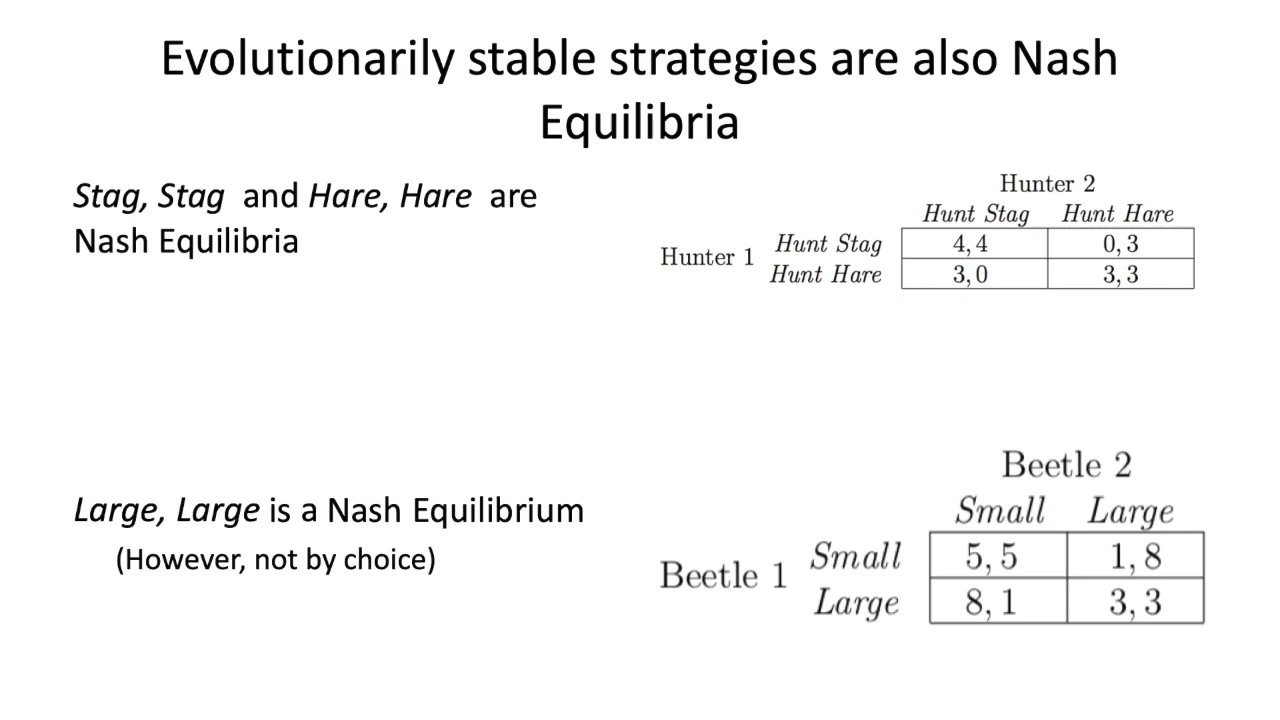 Evolutionarily stable strategies are also Nash
Equilibria
Stag, Stag and Hare, Hare are
Nash Equilibria
Hunter 2
Hunt Stag Hunt Hare
Hunter 1
Hunt Stag 4, 4 0, 3
Hunt Hare 3, 0 3, 3
Large, Large is a Nash Equilibrium
(However, not by choice)
Beetle 2
Small Large
Beetle 1
Small 5, 5 1, 8
Large 8, 1 3, 3